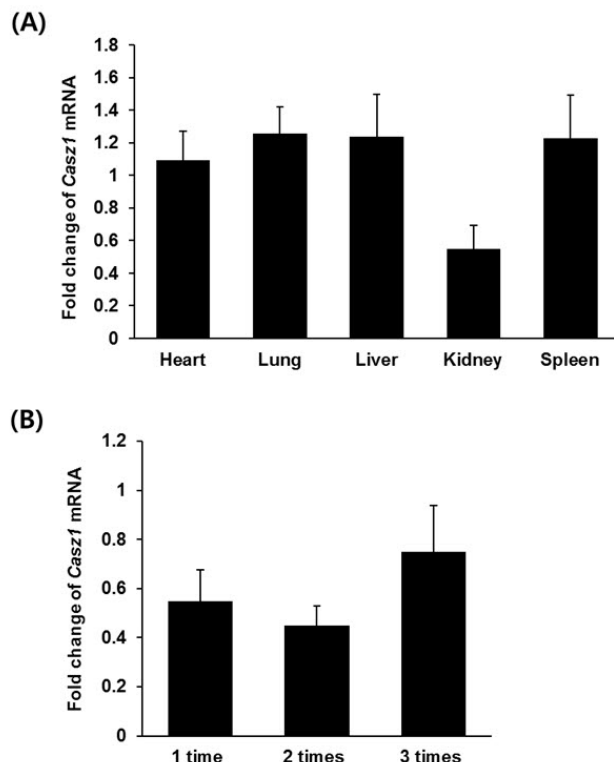 (A)
Fold change of Casz1 mRNA
1.8
1.6
1.4
1.2
1
0.8
0.6
0.4
0.2
0
Heart Lung Liver Kidney Spleen
(B)
Fold change of Casz1 mRNA
1.2
1
0.8
0.6
0.4
0.2
0
1 time 2 times 3 times